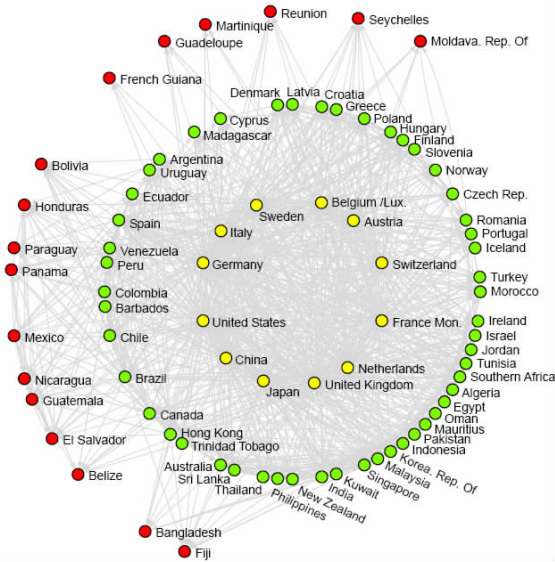 Reunion
Martinique
Seychelles
Guadeloupe
Moldava. Rep. Of
French Guiana
Denmark
Latvia
Croatia
Greece
Cyprus
Poland
Madagascar
Hungary
Finland
Slovenia
Argentina
Uruguay
Norway
Bolivia
Ecuador
Czech Rep.
Honduras
Sweden
Belgium /Lux.
Spain
Austria
Romania
Italy
Portugal
Paraguay
Venezuela
Iceland
Panama
Peru
Germany
Switzerland
Turkey
Colombia
Morocco
Barbados
United States
France Mon.
Ireland
Mexico
Chile
Israel
Jordan
China
Tunisia
Nicaragua
Brazil
Japan
Netherlands
United Kingdom
Southern Africa
Guatemala
Algeria
Egypt
Canada
Oman
Mauritius
El Salvador
Hong Kong
Pakistan
Trinidad Tobago
Indonesia
Korea. Rep. Of
Belize
Australia
Malaysia
Sri Lanka
Singapore
Thailand
Kuwait
India
New Zealand
Philippines
Bangladesh
Fiji